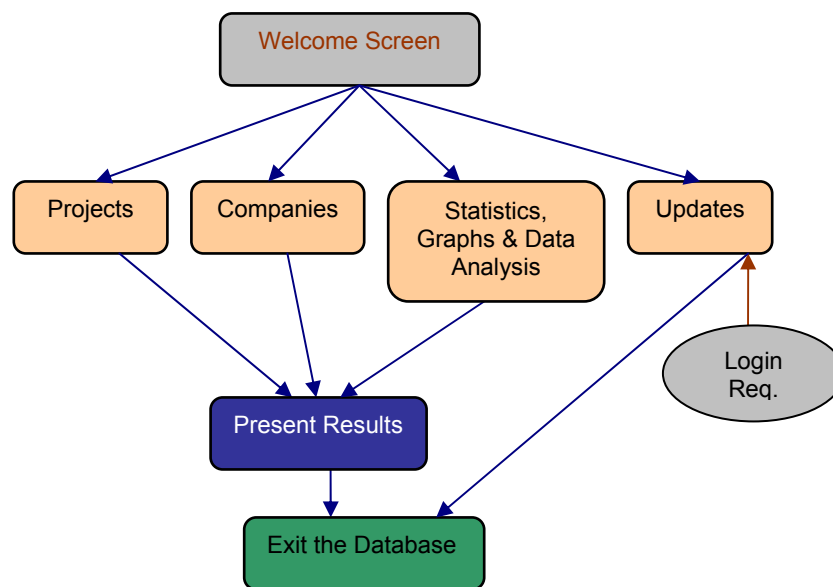 Welcome Screen
Projects
Companies
Statistics,
Graphs & Data
Analysis
Updates
Login
Req.
Present Results
Exit the Database